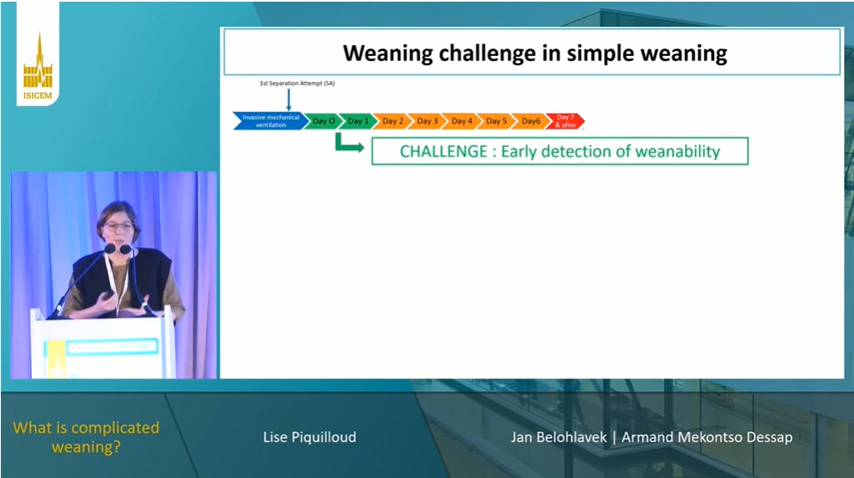 ISICEM
Weaning challenge in simple weaning
1st Separation Attempt (SA)
Invasive mechanical
ventilation
Day O
Day 1
Day 2
Day 3
Day 4
Day 5
Day6
Day 7
& after
CHALLENGE : Early detection of weanability
What is complicated
weaning?
Lise Piquilloud
Jan Belohlavek | Armand Mekontso Dessap